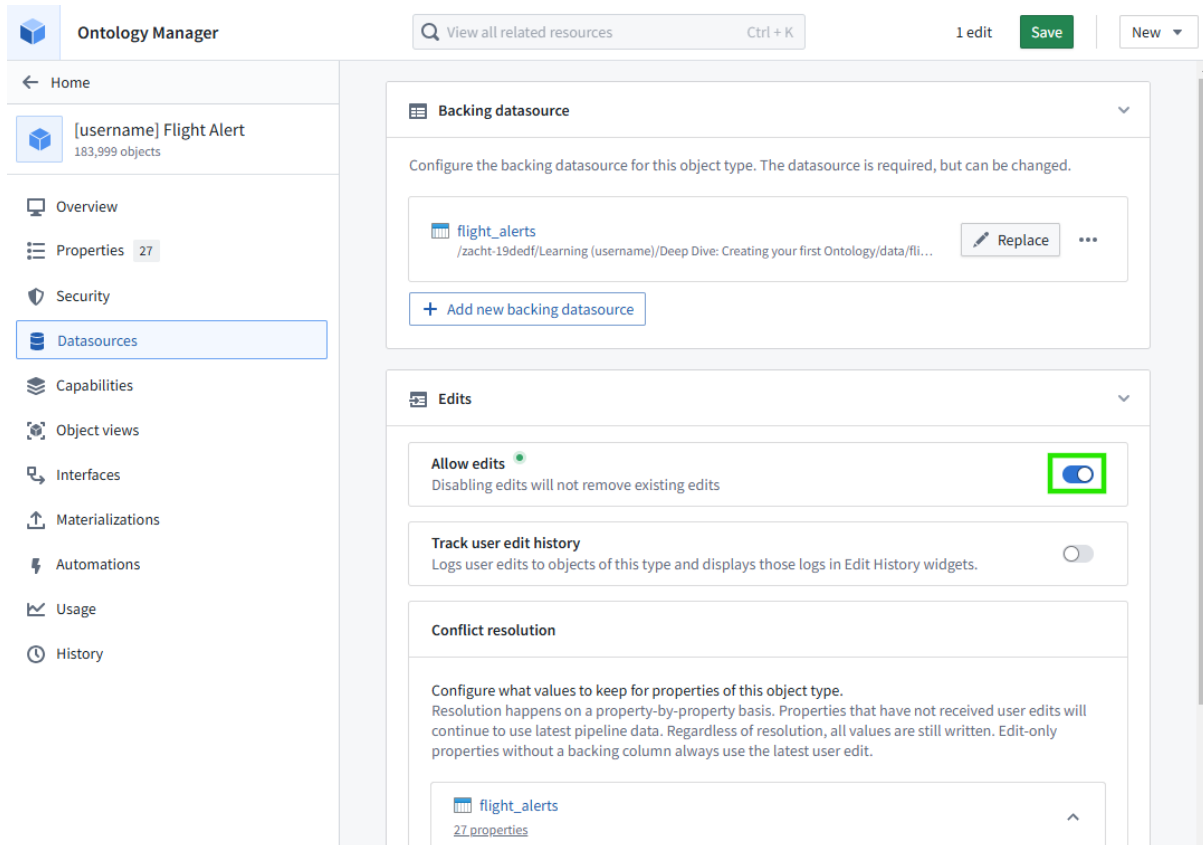 Ontology Manager
View all related resources Ctrl + K
1 edit
Save
New
Home
[username] Flight Alert
183,999 objects
Overview
Properties 27
Security
Datasources
Capabilities
Object views
Interfaces
Materializations
Automations
Usage
History
Backing datasource
Configure the backing datasource for this object type. The datasource is required, but can be changed.
flight_alerts
/zacht-19dedf/Learning (username)/Deep Dive: Creating your first Ontology/data/fli...
Replace
Add new backing datasource
Edits
Allow edits
Disabling edits will not remove existing edits
Track user edit history
Logs user edits to objects of this type and displays those logs in Edit History widgets.
Conflict resolution
Configure what values to keep for properties of this object type.
Resolution happens on a property-by-property basis. Properties that have not received user edits will
continue to use latest pipeline data. Regardless of resolution, all values are still written. Edit-only
properties without a backing column always use the latest user edit.
flight_alerts
27 properties